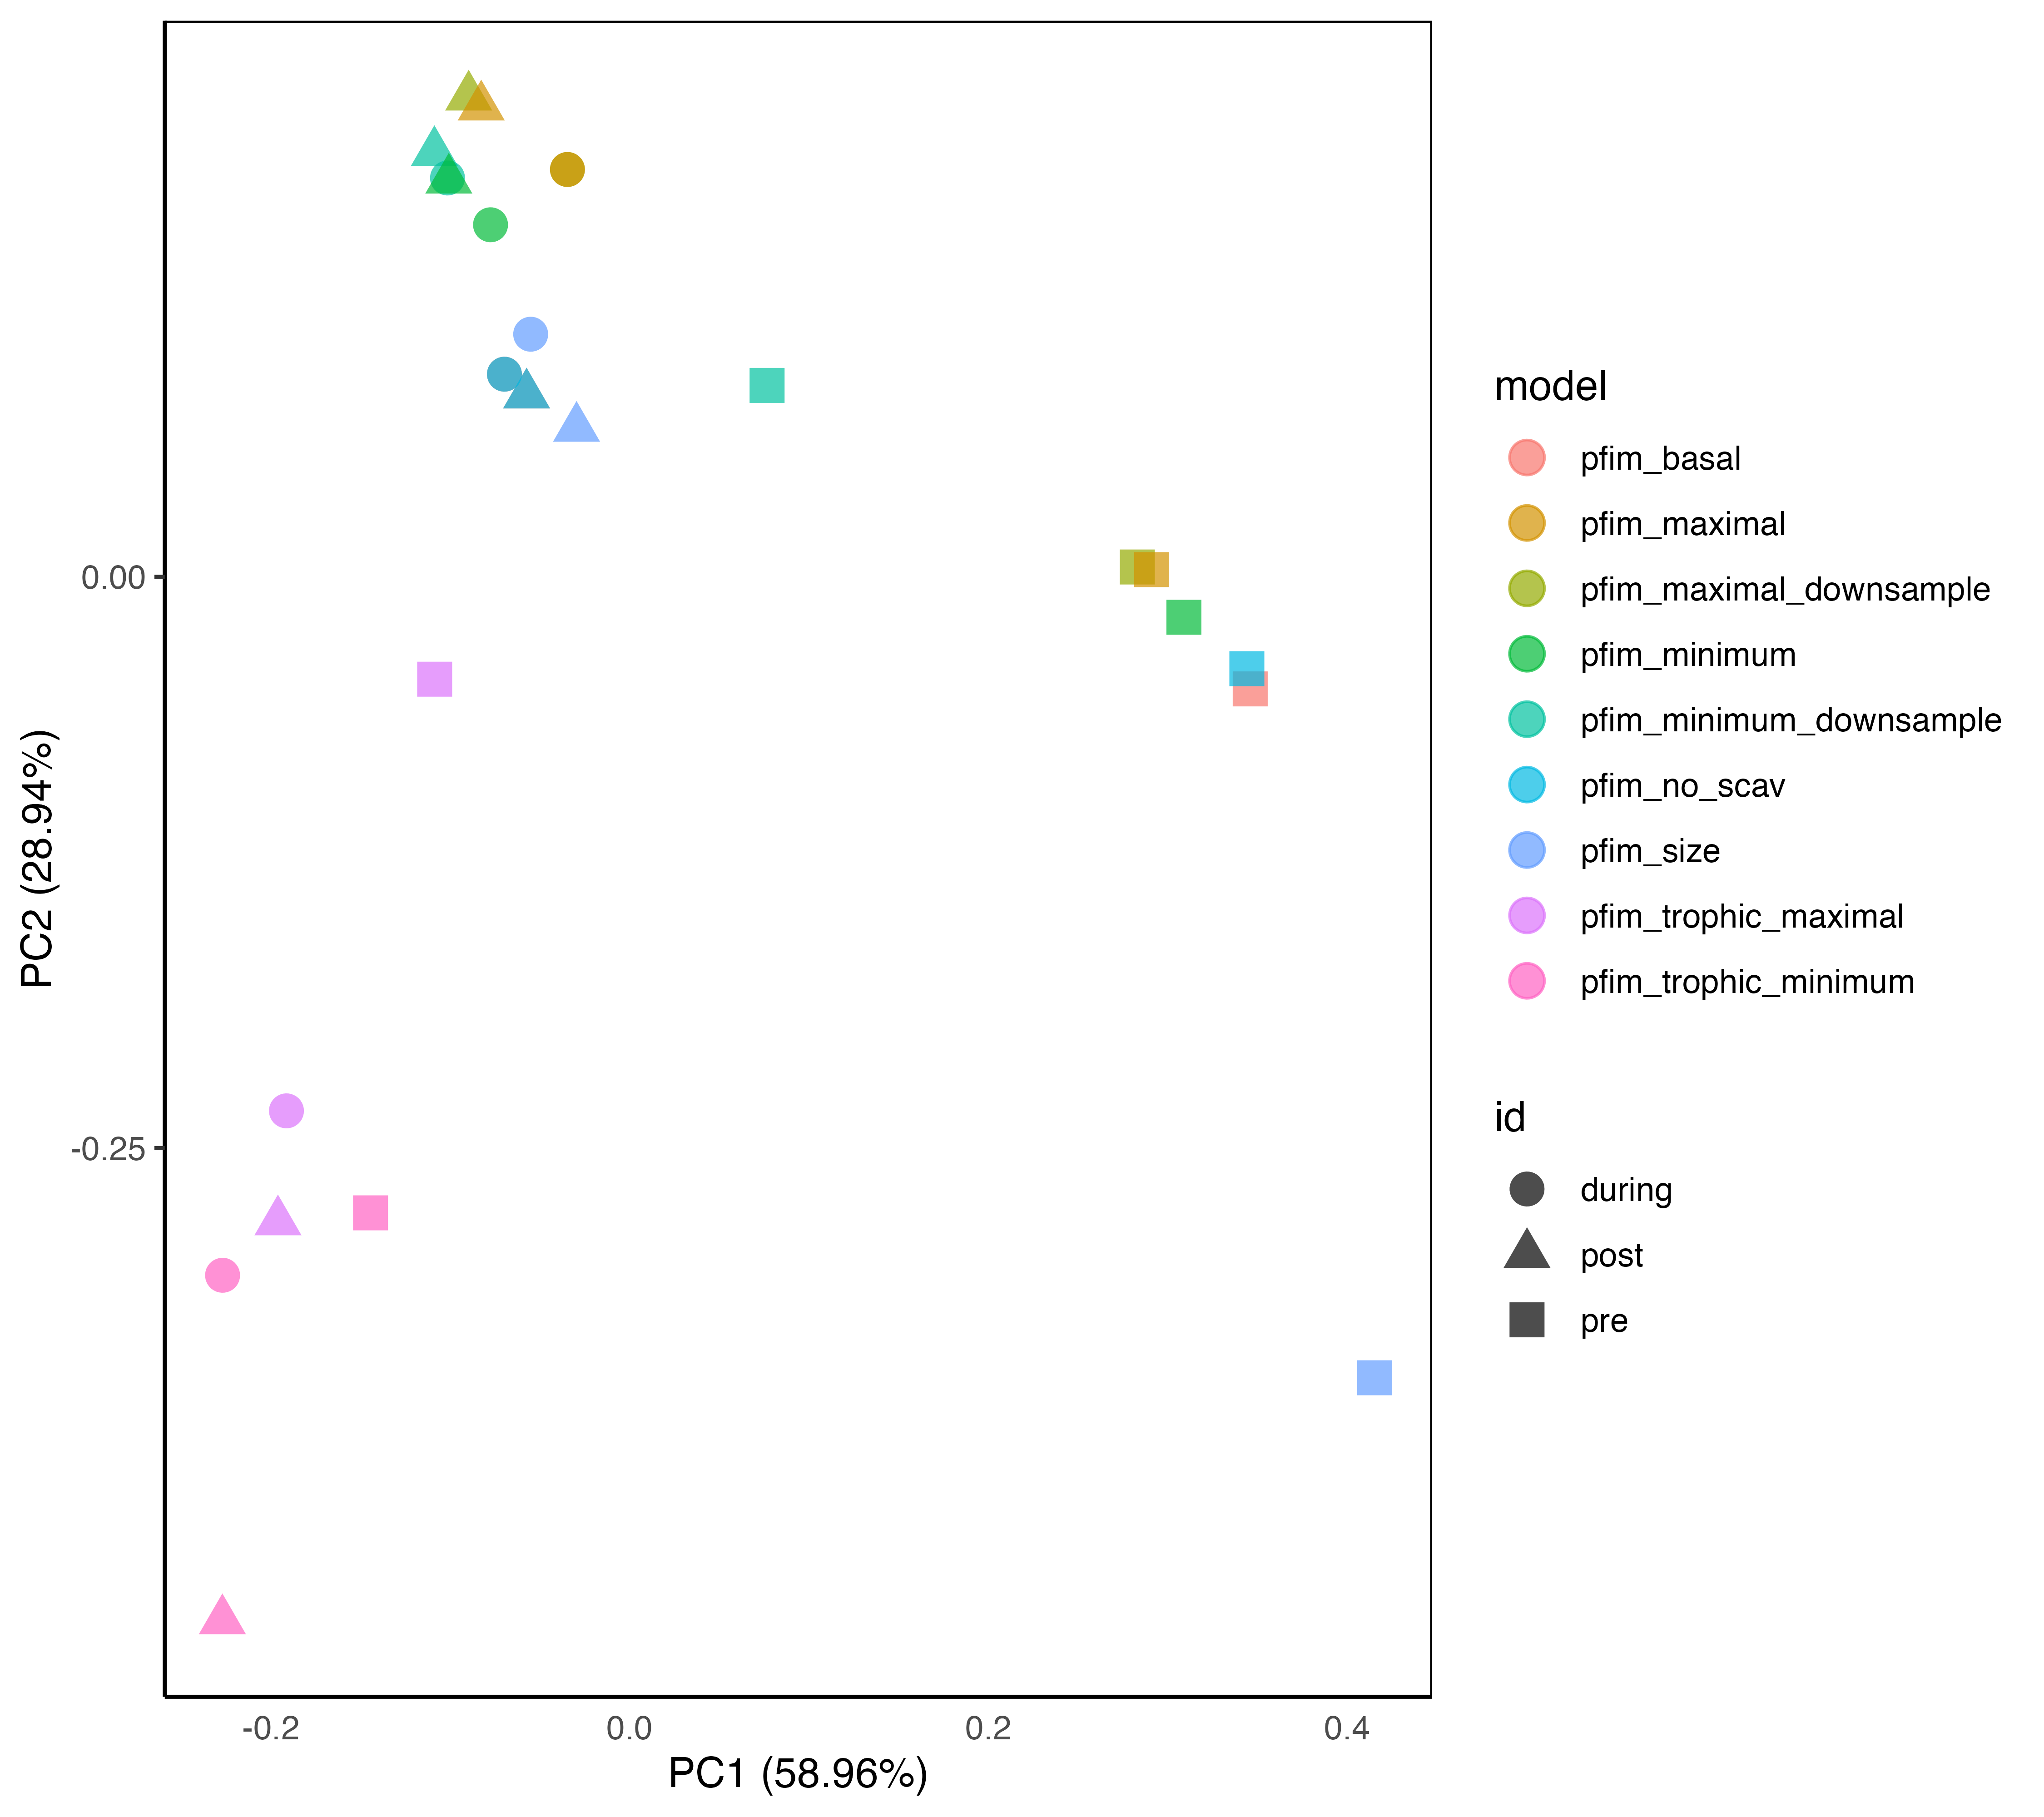 0.00
-0.25
PC2 (28.94%)
-0.2
0.0
0.2
0.4
PC1 (58.96%)
model
pfim_basal
pfim_maximal
pfim_maximal_downsample
pfim_minimum
pfim_minimum_downsample
pfim_no_scav
pfim_size
pfim_trophic_maximal
pfim_trophic_minimum
id
during
post
pre